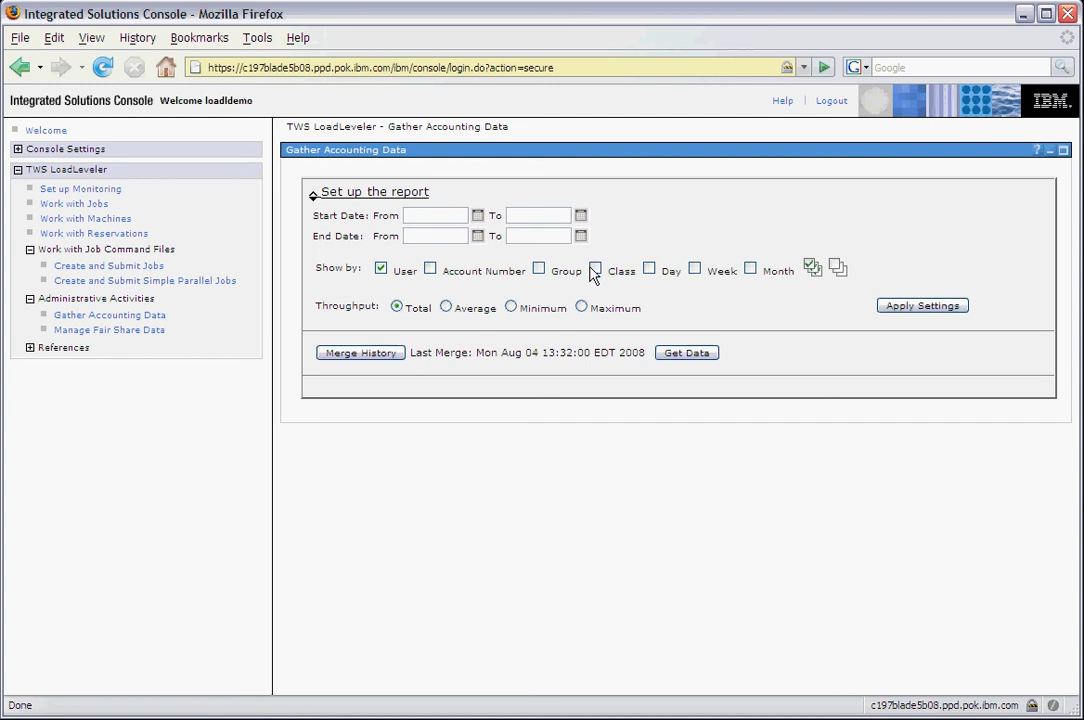 Integrated Solutions Console - Mozilla Firefox
File Edit View History Bookmarks Tools Help
https://c197blade5b08.ppd.pok.ibm.com/ibm/console/login.do?action=secure
G Google
Integrated Solutions Console Welcome loadldemo
Help Logout
IBM.
Welcome
Console Settings
TWS LoadLeveler
Set up Monitoring
Work with Jobs
Work with Machines
Work with Reservations
Work with Job Command Files
Create and Submit Jobs
Create and Submit Simple Parallel Jobs
Administrative Activities
Gather Accounting Data
Manage Fair Share Data
References
TWS LoadLeveler - Gather Accounting Data
Gather Accounting Data
?
Set up the report
Start Date: From To
End Date: From To
Show by: User Account Number Group Class Day Week Month
Throughput: Total Average Minimum Maximum Apply Settings
Merge History Last Merge: Mon Aug 04 13:32:00 EDT 2008 Get Data
Done
c197blade5b08.ppd.pok.ibm.com